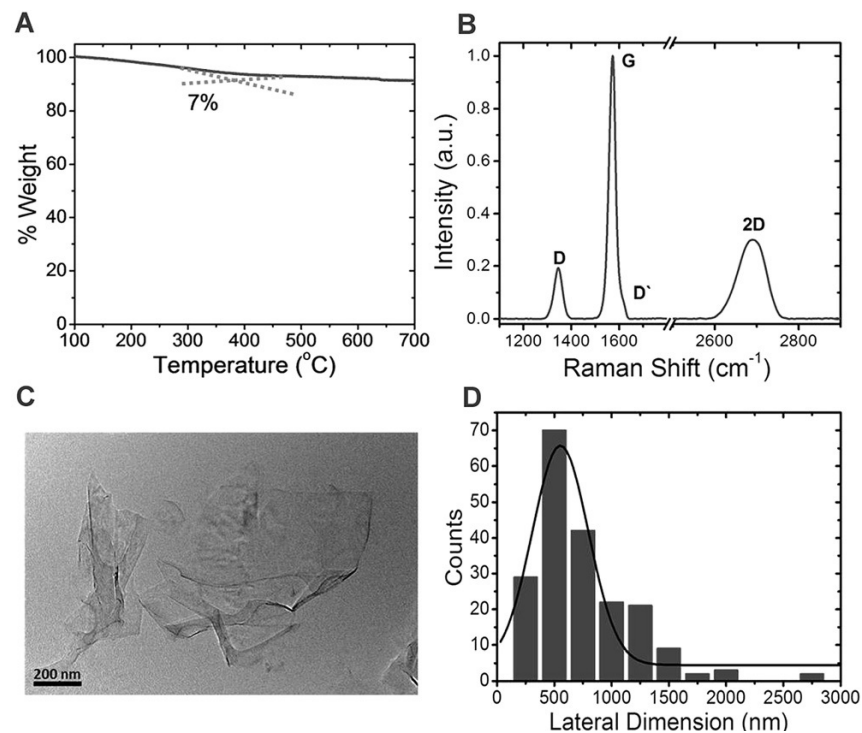 A
100
80
60
40
20
0
7%
% Weight
100 200 300 400 500 600 700
Temperature (°C)
B
1.0
0.8
0.6
0.4
0.2
0.0
G
D
D`
2D
Intensity (a.u.)
1200 1400 1600 2600 2800
Raman Shift (cm⁻¹)
C
200 nm
D
70
60
50
40
30
20
10
0
Counts
0 500 1000 1500 2000 2500 3000
Lateral Dimension (nm)